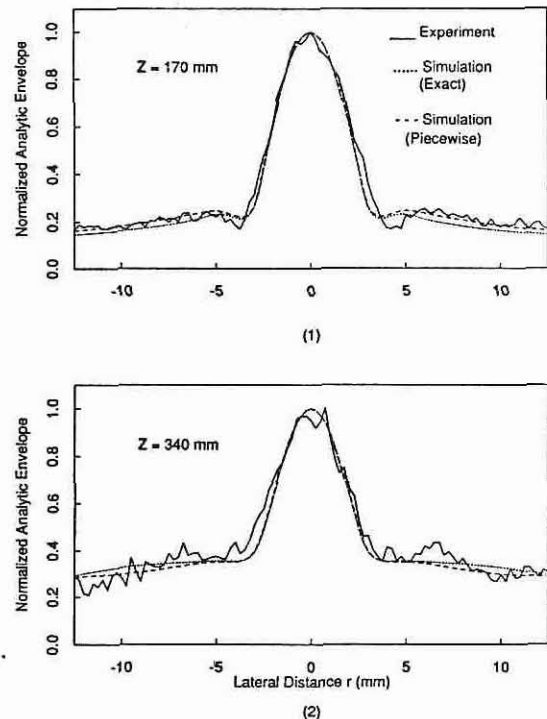 Normalized Analytic Envelope
0.0 0.2 0.4 0.6 0.8 1.0
Z = 170 mm
Experiment
Simulation
(Exact)
Simulation
(Piecewise)
-10 -5 0 5 10
(1)
Normalized Analytic Envelope
0.0 0.2 0.4 0.6 0.8 1.0
Z = 340 mm
-10 -5 0 5 10
Lateral Distance r (mm)
(2)